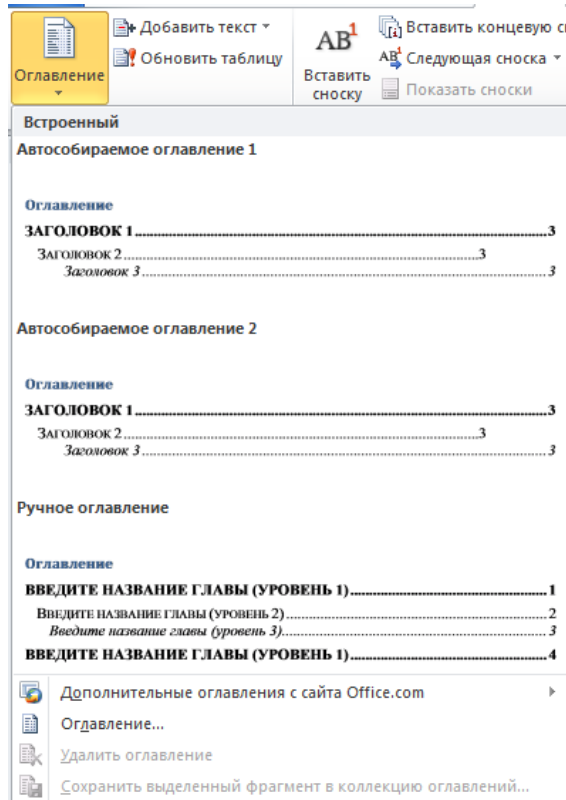 Добавить текст
Обновить таблицу
Оглавление
AB1
Вставить сноску
Вставить концевую
Следующая сноска
Показать сноски
Встроенный
Автособираемое оглавление 1
Оглавление
ЗАГОЛОВОК 1...3
ЗАГОЛОВОК 2...3
Заголовок 3...3
Автособираемое оглавление 2
Оглавление
ЗАГОЛОВОК 1...3
ЗАГОЛОВОК 2...3
Заголовок 3...3
Ручное оглавление
Оглавление
ВВЕДИТЕ НАЗВАНИЕ ГЛАВЫ (УРОВЕНЬ 1)...1
ВВЕДИТЕ НАЗВАНИЕ ГЛАВЫ (УРОВЕНЬ 2)...2
Введите название главы (уровень 3)...3
ВВЕДИТЕ НАЗВАНИЕ ГЛАВЫ (УРОВЕНЬ 1)...4
Дополнительные оглавления с сайта Office.com
Оглавление...
Удалить оглавление
Сохранить выделенный фрагмент в коллекцию оглавлений...